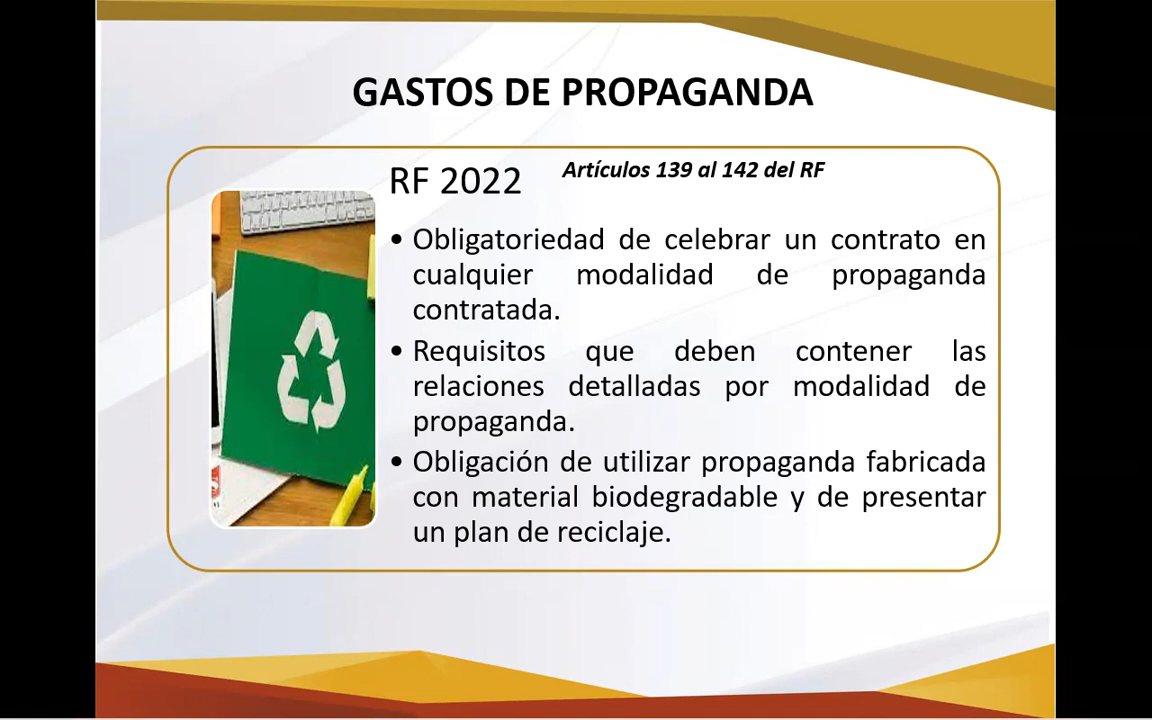 GASTOS DE PROPAGANDA
RF 2022
Artículos 139 al 142 del RF
• Obligatoriedad de celebrar un contrato en
cualquier modalidad de propaganda
contratada.
• Requisitos que deben contener las
relaciones detalladas por modalidad de
propaganda.
• Obligación de utilizar propaganda fabricada
con material biodegradable y de presentar
un plan de reciclaje.